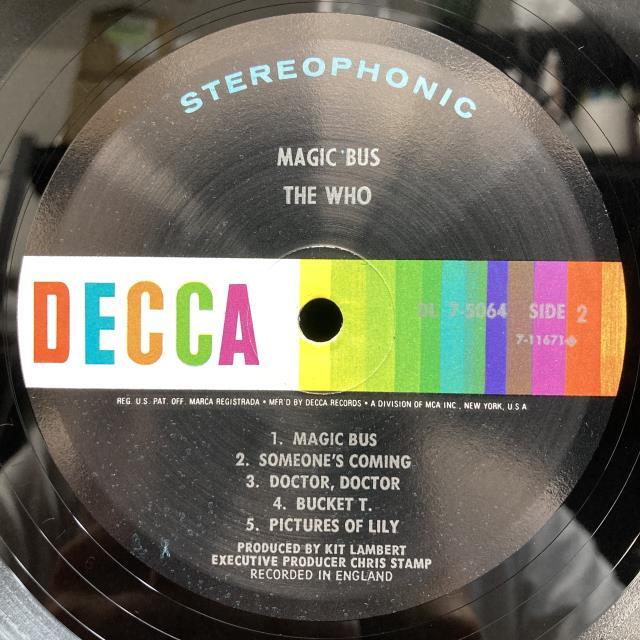 STEREOPHONIC
MAGIC BUS
THE WHO
DECCA
DL 7-5064 SIDE 2
7-11671◆
REG. U.S. PAT. OFF. MARCA REGISTRADA • MFR'D BY DECCA RECORDS • A DIVISION OF MCA INC., NEW YORK, U.S.A
1. MAGIC BUS
2. SOMEONE'S COMING
3. DOCTOR, DOCTOR
4. BUCKET T.
5. PICTURES OF LILY
PRODUCED BY KIT LAMBERT
EXECUTIVE PRODUCER CHRIS STAMP
RECORDED IN ENGLAND